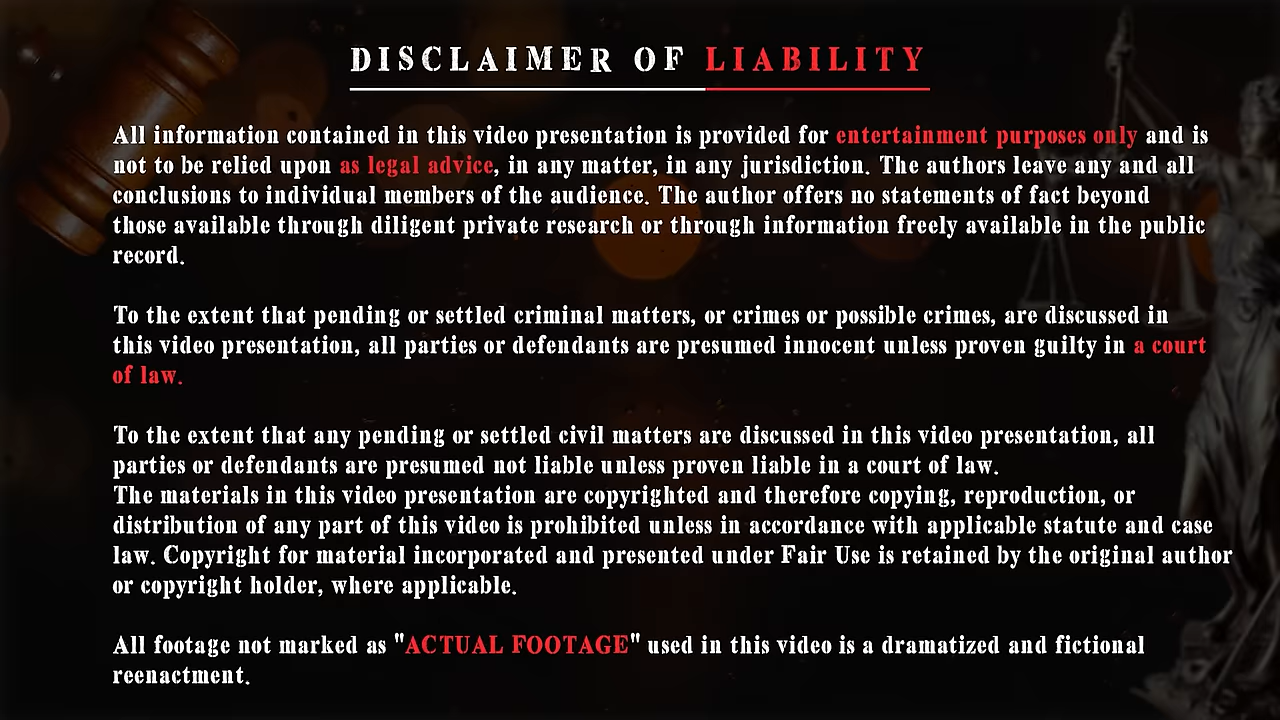 DISCLAIMER OF LIABILITY
All information contained in this video presentation is provided for entertainment purposes only and is
not to be relied upon as legal advice, in any matter, in any jurisdiction. The authors leave any and all
conclusions to individual members of the audience. The author offers no statements of fact beyond
those available through diligent private research or through information freely available in the public
record.
To the extent that pending or settled criminal matters, or crimes or possible crimes, are discussed in
this video presentation, all parties or defendants are presumed innocent unless proven guilty in a court
of law.
To the extent that any pending or settled civil matters are discussed in this video presentation, all
parties or defendants are presumed not liable unless proven liable in a court of law.
The materials in this video presentation are copyrighted and therefore copying, reproduction, or
distribution of any part of this video is prohibited unless in accordance with applicable statute and case
law. Copyright for material incorporated and presented under Fair Use is retained by the original author
or copyright holder, where applicable.
All footage not marked as "ACTUAL FOOTAGE" used in this video is a dramatized and fictional
reenactment.